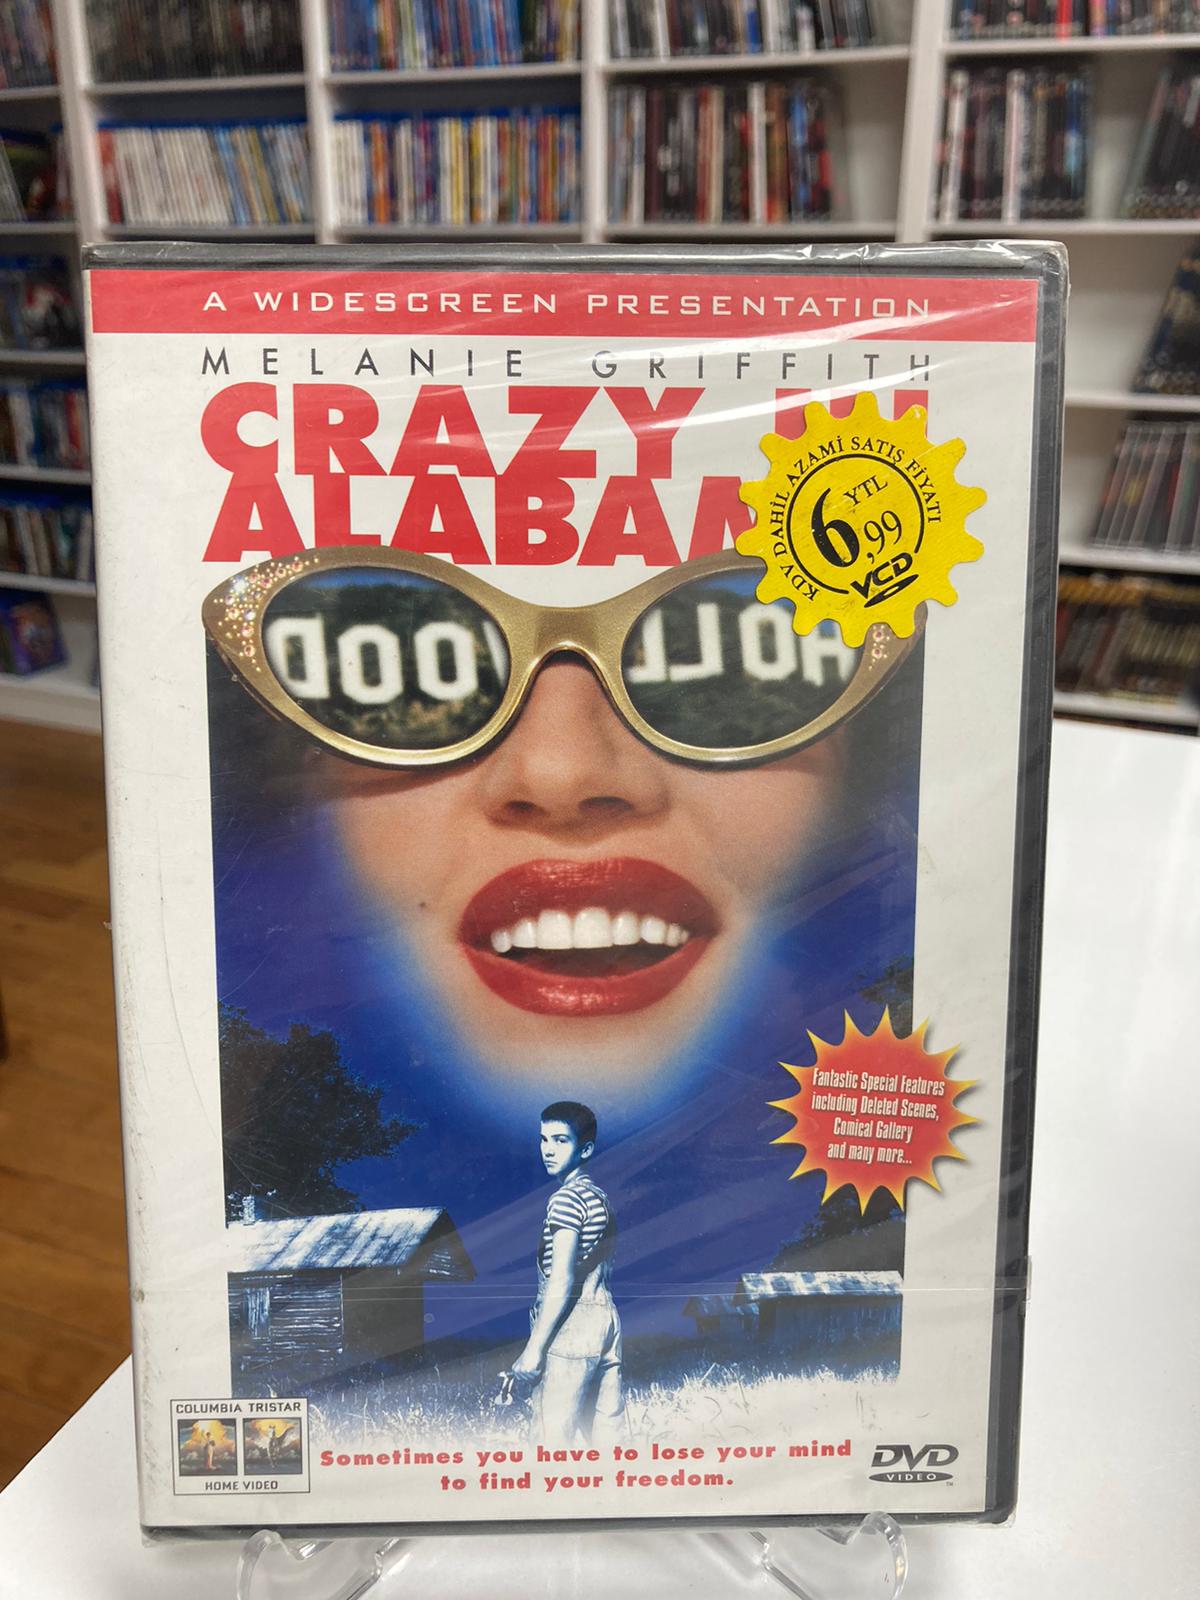 A WIDESCREEN PRESENTATION
MELANIE GRIFFITH
CRAZY
KDV DAHİL AZAMİ SATIŞ FİYATI
6,99
YTL
VCD
OOD
HOLL
Fantastic Special Features
including Deleted Scenes,
Comical Gallery
and many more...
COLUMBIA TRISTAR
HOME VIDEO
Sometimes you have to lose your mind
to find your freedom.
DVD
VIDEO